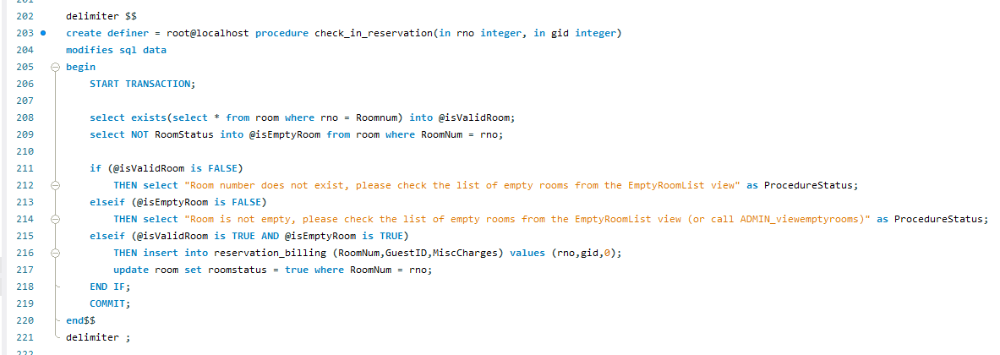 202 delimiter $$
203 create definer = root@localhost procedure check_in_reservation(in rno integer, in gid integer)
204 modifies sql data
205 begin
206 START TRANSACTION;
207
208 select exists(select * from room where rno = Roomnum) into @isValidRoom;
209 select NOT RoomStatus into @isEmptyRoom from room where RoomNum = rno;
210
211 if (@isValidRoom is FALSE)
212 THEN select "Room number does not exist, please check the list of empty rooms from the EmptyRoomList view" as ProcedureStatus;
213 elseif (@isEmptyRoom is FALSE)
214 THEN select "Room is not empty, please check the list of empty rooms from the EmptyRoomList view (or call ADMIN_viewemptyrooms)" as ProcedureStatus;
215 elseif (@isValidRoom is TRUE AND @isEmptyRoom is TRUE)
216 THEN insert into reservation_billing (RoomNum,GuestID,MiscCharges) values (rno,gid,0);
217 update room set roomstatus = true where RoomNum = rno;
218 END IF;
219 COMMIT;
220 end$$
221 delimiter ;